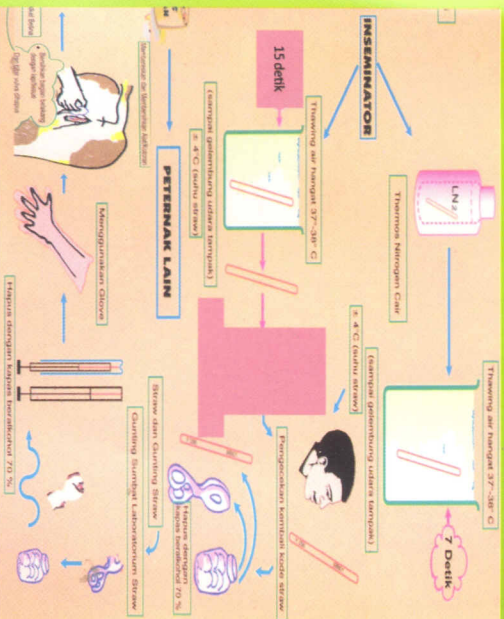 INSEMINATOR
LN2
Thermos Nitrogen Cair
Thawing air hangat 37°-38° C
7 Detik
(sampai gelembung udara tampak)
± 4°C (suhu straw)
15 detik
Thawing air hangat 37°-38° C
(sampai gelembung udara tampak)
± 4°C (suhu straw)
Pengecekan kembali kode straw
Hapus dengan
kapas beralkohol 70 %
Straw dan Gunting Straw
Gunting Sumbat Laboratorium Straw
PETERNAK LAIN
Hapus dengan kapas beralkohol 70 %
Menggunakan Glove